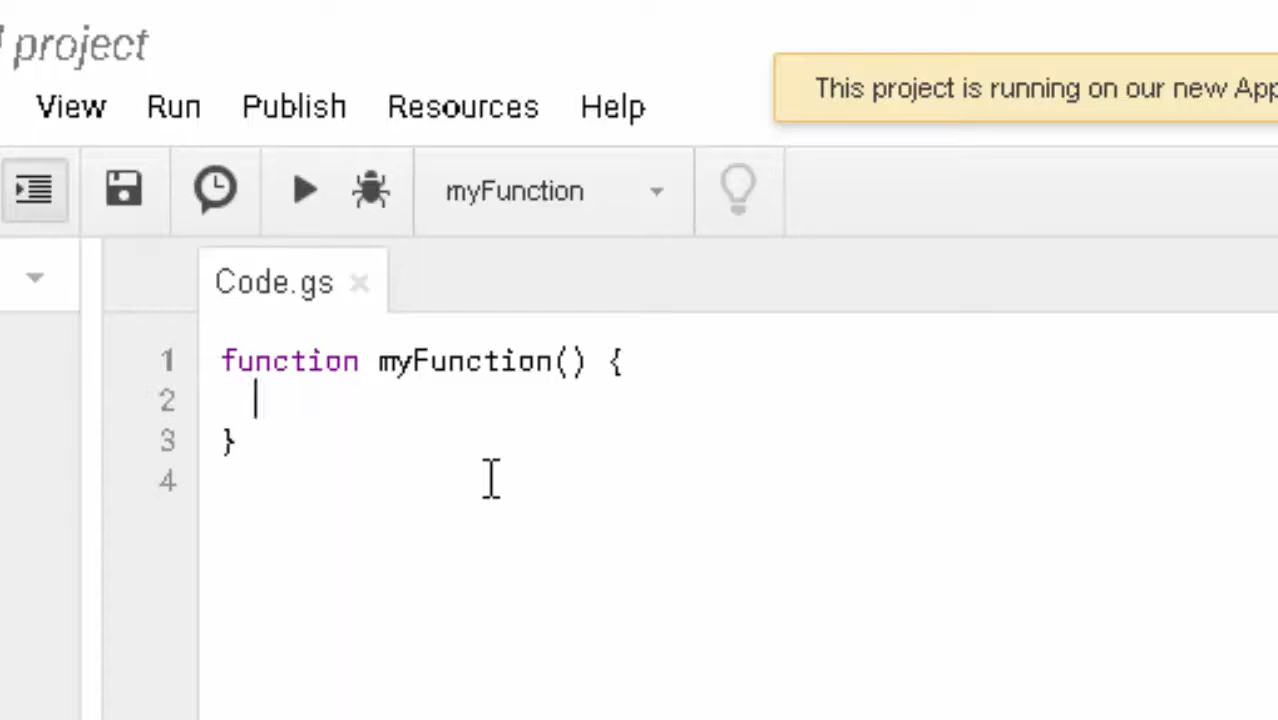 project
View Run Publish Resources Help
This project is running on our new App
myFunction
Code.gs
1 function myFunction() {
2
3 }
4